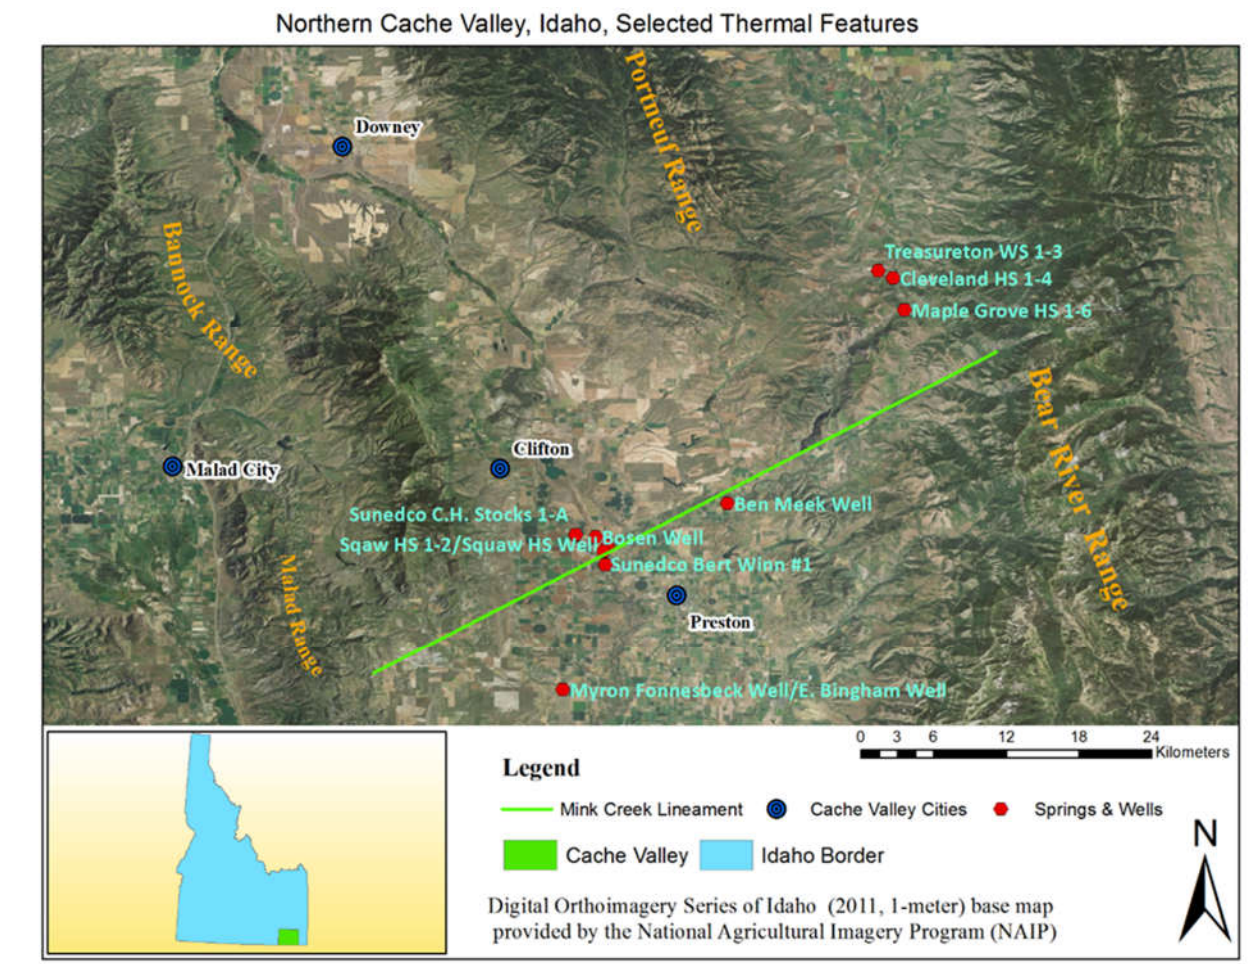 Northern Cache Valley, Idaho, Selected Thermal Features
Portneuf Range
Downey
Bannock Range
Treasureton WS 1-3
Cleveland HS 1-4
Maple Grove HS 1-6
Bear River Range
Clifton
Malad City
Ben Meek Well
Sunedco C.H. Stocks 1-A
Bosen Well
Sqaw HS 1-2/Squaw HS Well
Sunedco Bert Winn #1
Malad Range
Preston
Myron Fonnesbeck Well/E. Bingham Well
0 3 6 12 18 24
Kilometers
Legend
Mink Creek Lineament
Cache Valley Cities
Springs & Wells
Cache Valley
Idaho Border
N
Digital Orthoimagery Series of Idaho (2011, 1-meter) base map
provided by the National Agricultural Imagery Program (NAIP)